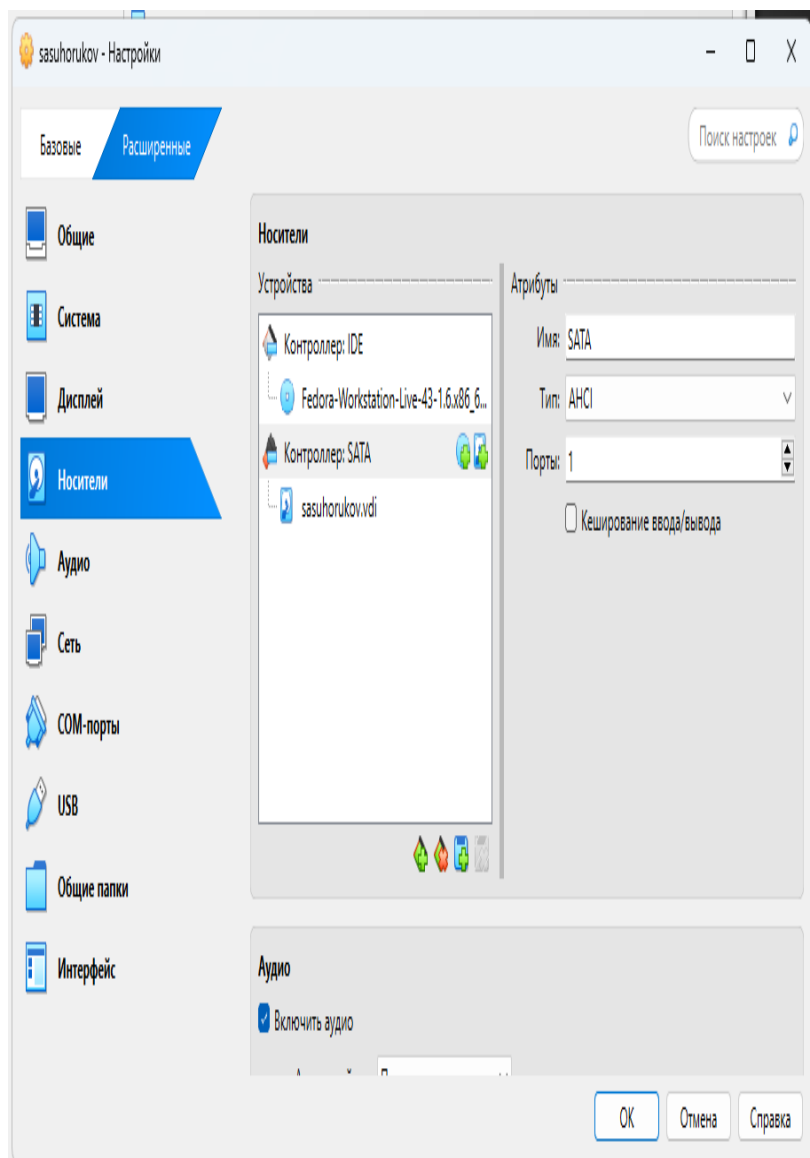 sasuhorukov - Настройки
Базовые
Расширенные
Поиск настроек
Общие
Система
Дисплей
Носители
Аудио
Сеть
COM-порты
USB
Общие папки
Интерфейс
Носители
Устройства
Контроллер: IDE
Fedora-Workstation-Live-43-1.6.x86_6...
Контроллер: SATA
sasuhorukov.vdi
Атрибуты
Имя: SATA
Тип: AHCI
Порты: 1
Кеширование ввода/вывода
Аудио
Включить аудио
OK
Отмена
Справка